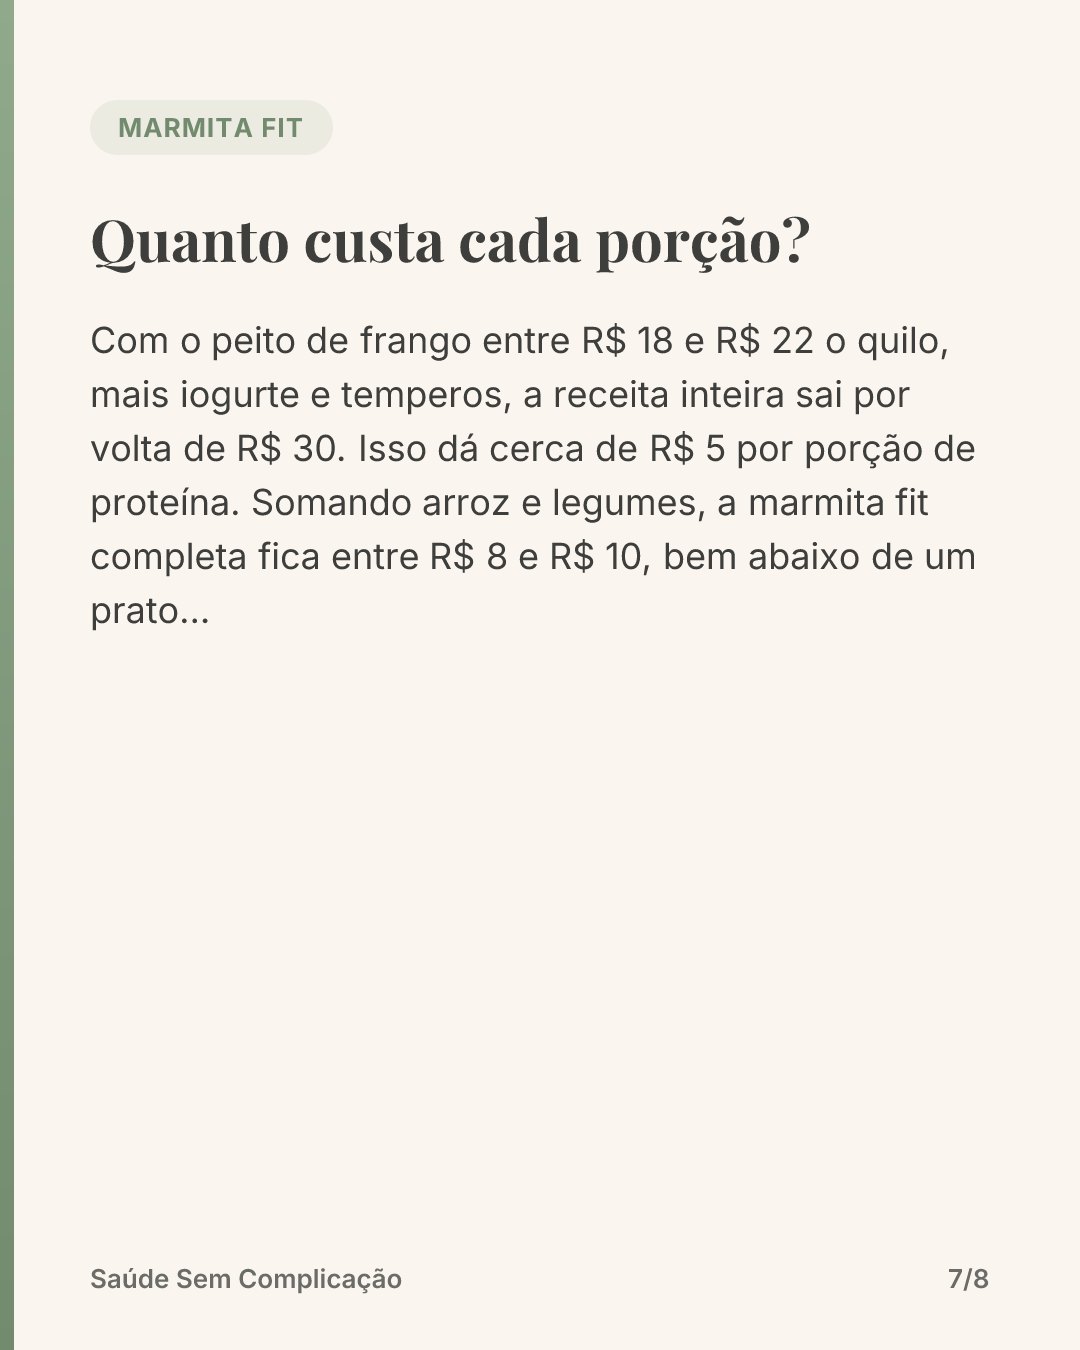 MARMITA FIT
Quanto custa cada porção?
Com o peito de frango entre R$ 18 e R$ 22 o quilo,
mais iogurte e temperos, a receita inteira sai por
volta de R$ 30. Isso dá cerca de R$ 5 por porção de
proteína. Somando arroz e legumes, a marmita fit
completa fica entre R$ 8 e R$ 10, bem abaixo de um
prato...
Saúde Sem Complicação
7/8